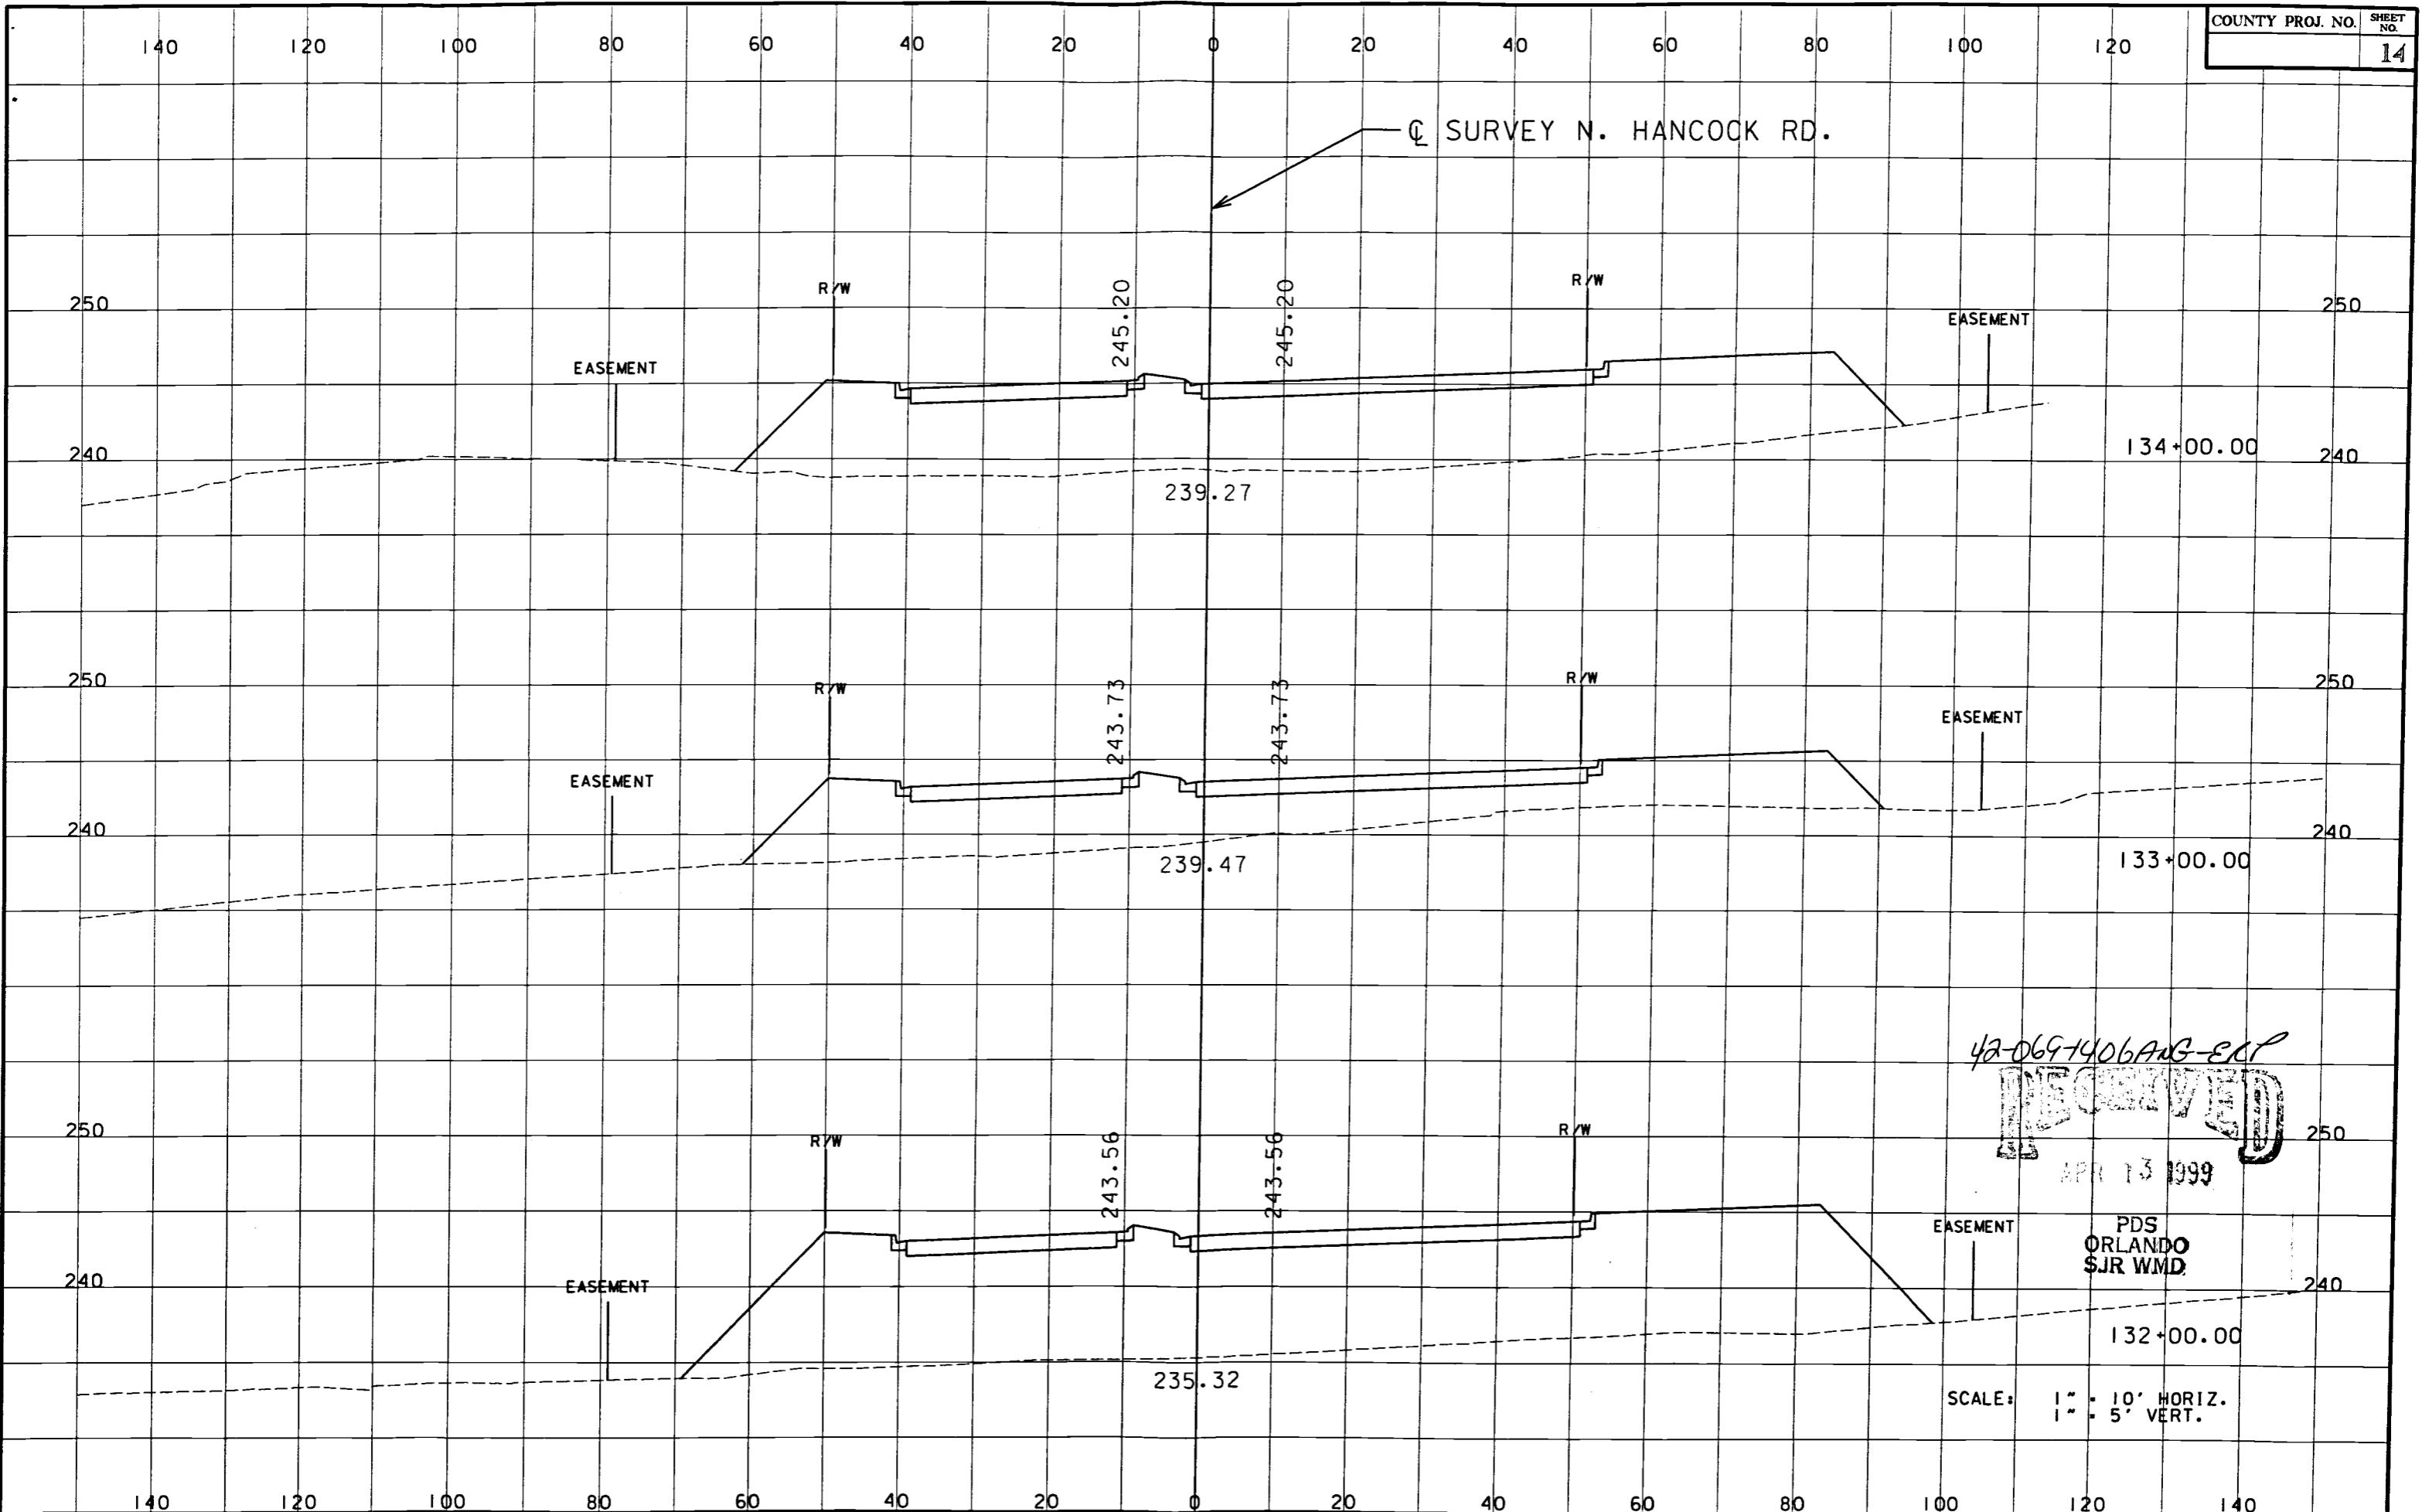 COUNTY PROJ. NO. SHEET NO.
14
140 120 100 80 60 40 20 0 20 40 60 80 100 120
℄ SURVEY N. HANCOCK RD.
R/W 245.20 245.20 R/W
250 250
EASEMENT EASEMENT
240 134+00.00 240
239.27
250 R/W 243.73 243.73 R/W 250
EASEMENT EASEMENT
240 240
239.47 133+00.00
RECEIVED
250 R/W 243.56 243.56 R/W 250
APR 13 1999
EASEMENT PDS
ORLANDO
SJR WMD
240 EASEMENT 240
132+00.00
235.32
SCALE: 1" = 10' HORIZ.
1" = 5' VERT.
140 120 100 80 60 40 20 0 20 40 60 80 100 120 140